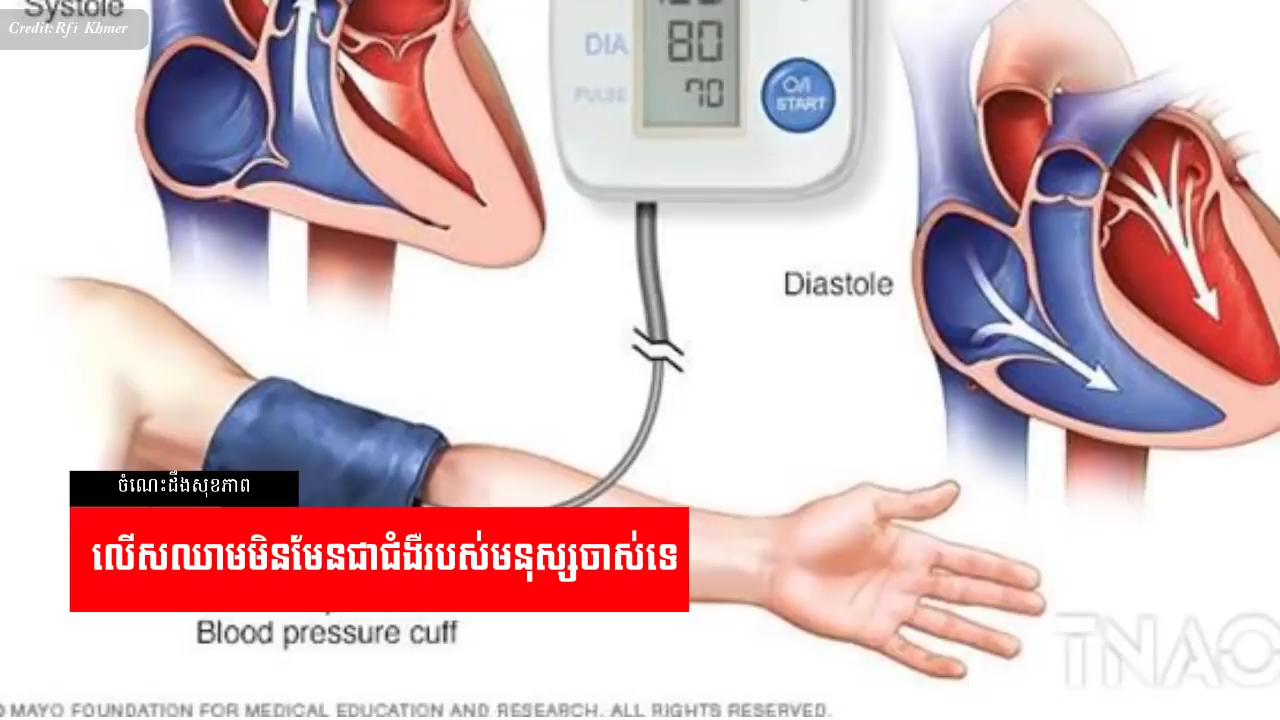 Systole
Credit:Rfi Khmer
DIA 80
PULSE 70
O/I
START
Diastole
ចំណេះដឹងសុខភាព
លើសឈាមមិនមែនជាជំងឺរបស់មនុស្សចាស់ទេ
Blood pressure cuff
TNAO
MAYO FOUNDATION FOR MEDICAL EDUCATION AND RESEARCH. ALL RIGHTS RESERVED.